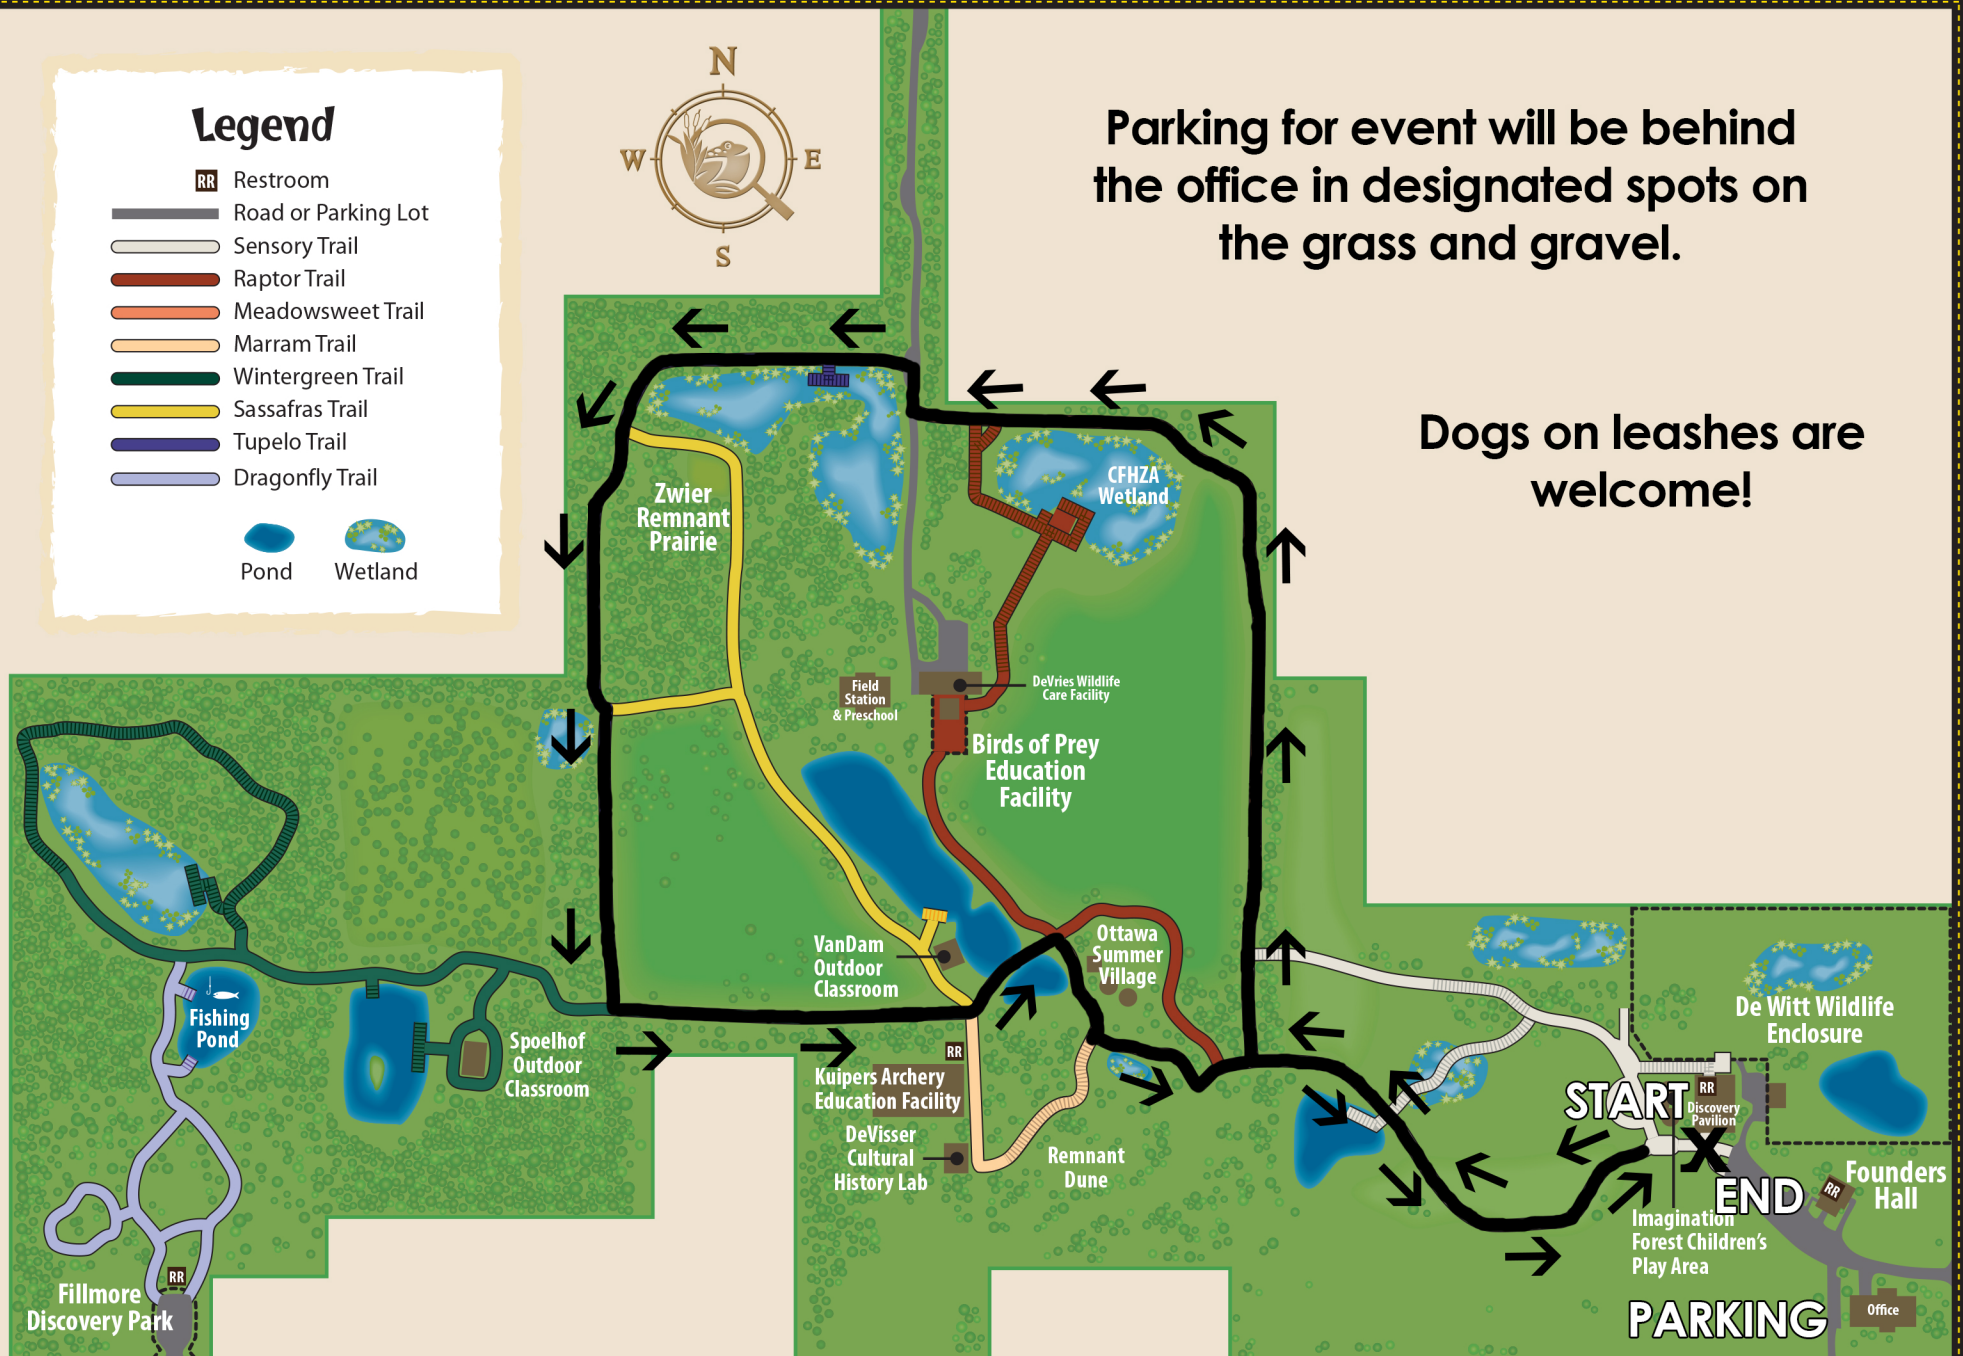 N
W
E
S
Legend
RR Restroom
Road or Parking Lot
Sensory Trail
Raptor Trail
Meadowsweet Trail
Marram Trail
Wintergreen Trail
Sassafras Trail
Tupelo Trail
Dragonfly Trail
Pond
Wetland
Parking for event will be behind
the office in designated spots on
the grass and gravel.
Dogs on leashes are
welcome!
CFHZA
Wetland
Zwier
Remnant
Prairie
Field
Station
& Preschool
DeVries Wildlife
Care Facility
Birds of Prey
Education
Facility
VanDam
Outdoor
Classroom
Ottawa
Summer
Village
Fishing
Pond
Spoelhof
Outdoor
Classroom
RR
Kuipers Archery
Education Facility
DeVisser
Cultural
History Lab
Remnant
Dune
De Witt Wildlife
Enclosure
START
RR
Discovery
Pavilion
X
END
RR
Founders
Hall
Imagination
Forest Children's
Play Area
RR
Fillmore
Discovery Park
PARKING
Office